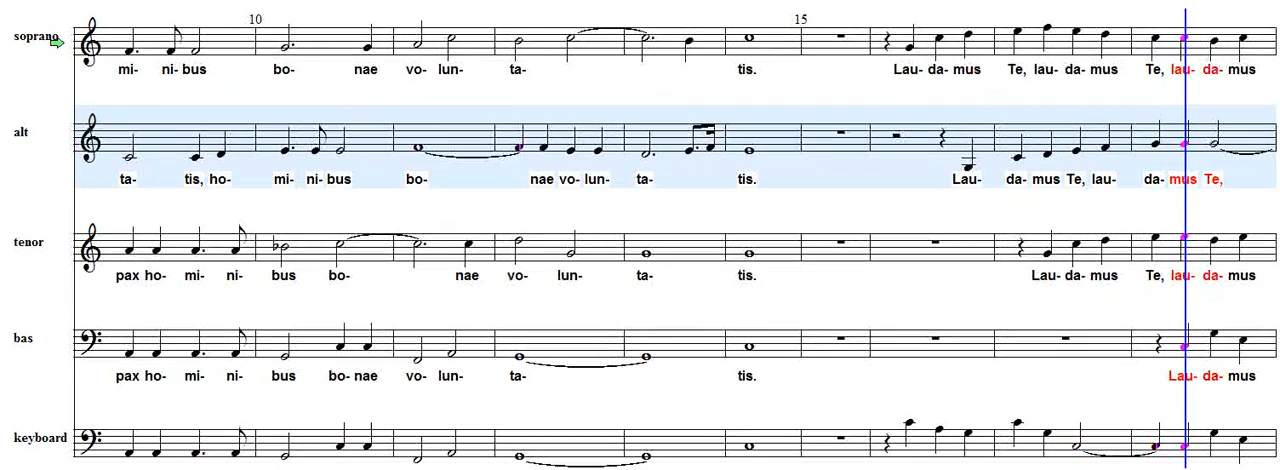 10 15
soprano
mi- ni- bus bo- nae vo- lun- ta- tis. Lau- da- mus Te, lau- da- mus Te, lau- da- mus
alt
ta- tis, ho- mi- ni- bus bo- nae vo- lun- ta- tis. Lau- da- mus Te, lau- da- mus Te,
tenor
pax ho- mi- ni- bus bo- nae vo- lun- ta- tis. Lau- da- mus Te, lau- da- mus
bas
pax ho- mi- ni- bus bo- nae vo- lun- ta- tis. Lau- da- mus
keyboard